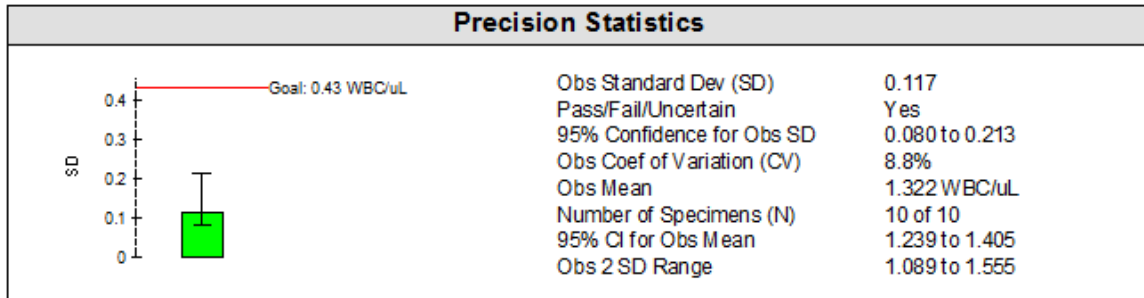 Precision Statistics
Goal: 0.43 WBC/uL
0.4
0.3
0.2
0.1
0
SD
Obs Standard Dev (SD) 0.117
Pass/Fail/Uncertain Yes
95% Confidence for Obs SD 0.080 to 0.213
Obs Coef of Variation (CV) 8.8%
Obs Mean 1.322 WBC/uL
Number of Specimens (N) 10 of 10
95% CI for Obs Mean 1.239 to 1.405
Obs 2 SD Range 1.089 to 1.555